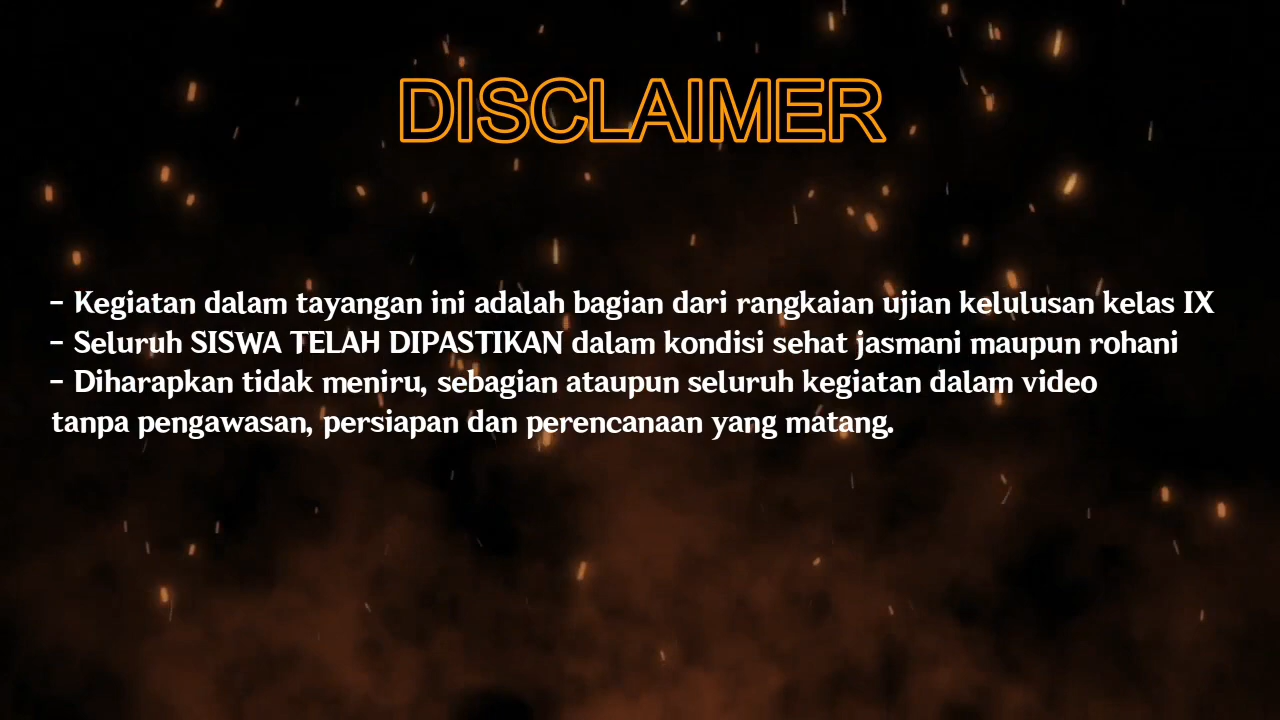 DISCLAIMER
- Kegiatan dalam tayangan ini adalah bagian dari rangkaian ujian kelulusan kelas IX
- Seluruh SISWA TELAH DIPASTIKAN dalam kondisi sehat jasmani maupun rohani
- Diharapkan tidak meniru, sebagian ataupun seluruh kegiatan dalam video
tanpa pengawasan, persiapan dan perencanaan yang matang.